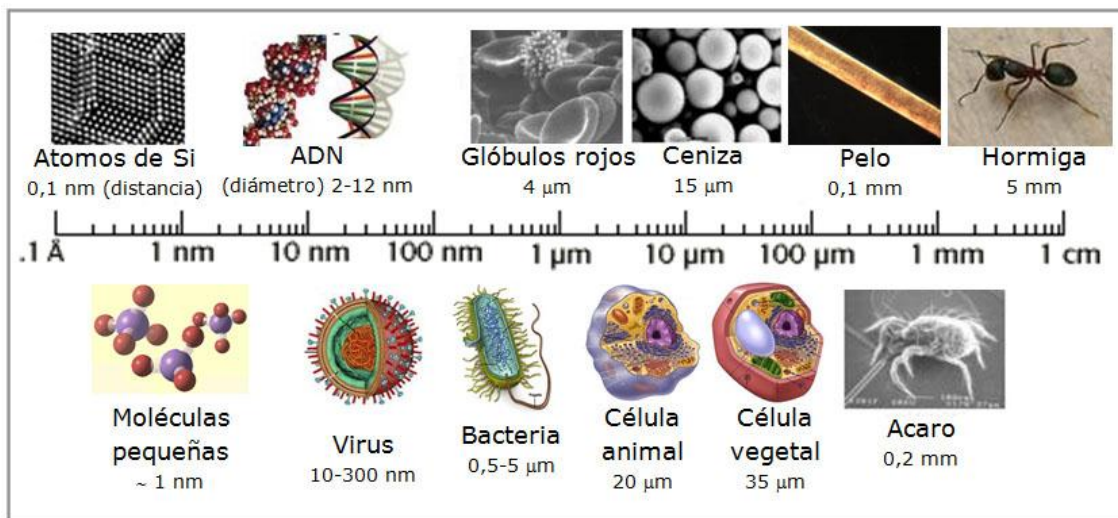 Atomos de Si
0,1 nm (distancia)
ADN
(diámetro) 2-12 nm
Glóbulos rojos
4 µm
Ceniza
15 µm
Pelo
0,1 mm
Hormiga
5 mm
.1 Å 1 nm 10 nm 100 nm 1 µm 10 µm 100 µm 1 mm 1 cm
Moléculas
pequeñas
~ 1 nm
Virus
10-300 nm
Bacteria
0,5-5 µm
Célula
animal
20 µm
Célula
vegetal
35 µm
Acaro
0,2 mm